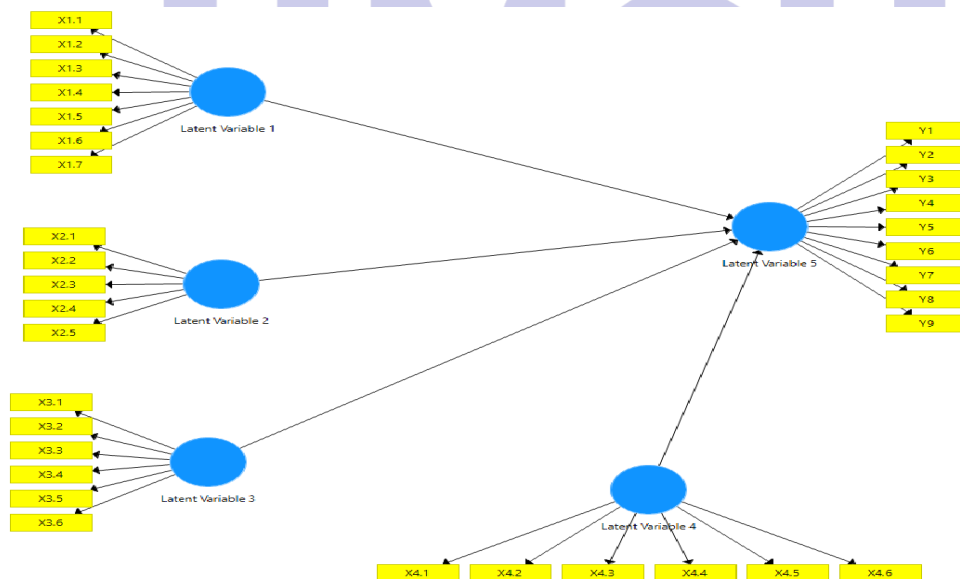 X1.1
X1.2
X1.3
X1.4
X1.5
X1.6
X1.7
Latent Variable 1
X2.1
X2.2
X2.3
X2.4
X2.5
Latent Variable 2
X3.1
X3.2
X3.3
X3.4
X3.5
X3.6
Latent Variable 3
Latent Variable 4
X4.1
X4.2
X4.3
X4.4
X4.5
X4.6
Latent Variable 5
Y1
Y2
Y3
Y4
Y5
Y6
Y7
Y8
Y9